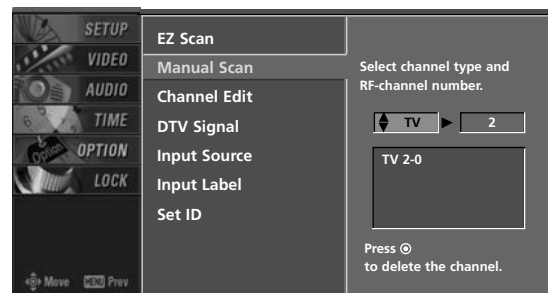 SETUP
VIDEO
AUDIO
TIME
OPTION
LOCK
Move MENU Prev
EZ Scan
Manual Scan
Channel Edit
DTV Signal
Input Source
Input Label
Set ID
Select channel type and
RF-channel number.
TV 2
TV 2-0
Press
to delete the channel.